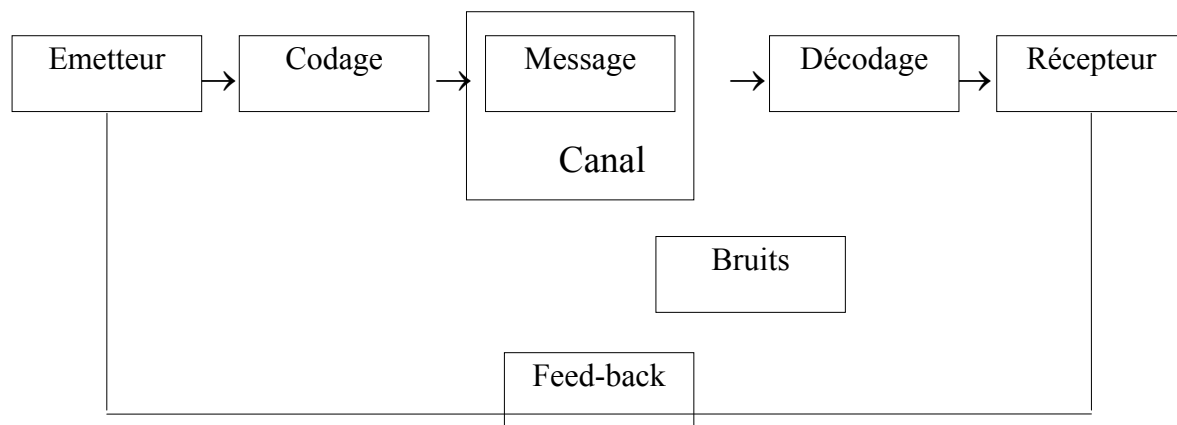 Emetteur
Codage
Message
Décodage
Récepteur
Canal
Bruits
Feed-back